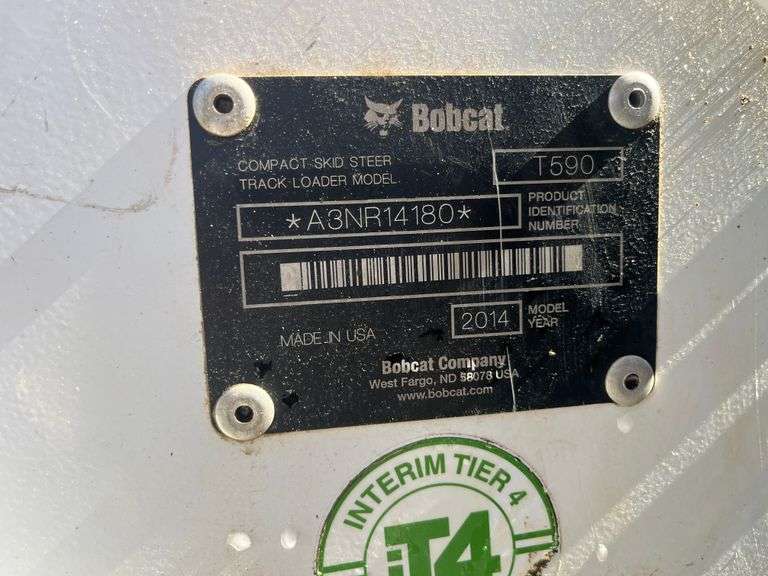 Bobcat
COMPACT SKID STEER
TRACK LOADER MODEL
T590
*A3NR14180*
PRODUCT
IDENTIFICATION
NUMBER
MADE IN USA
2014
MODEL
YEAR
Bobcat Company
West Fargo, ND 58078 USA
www.bobcat.com
INTERIM TIER 4
iT4